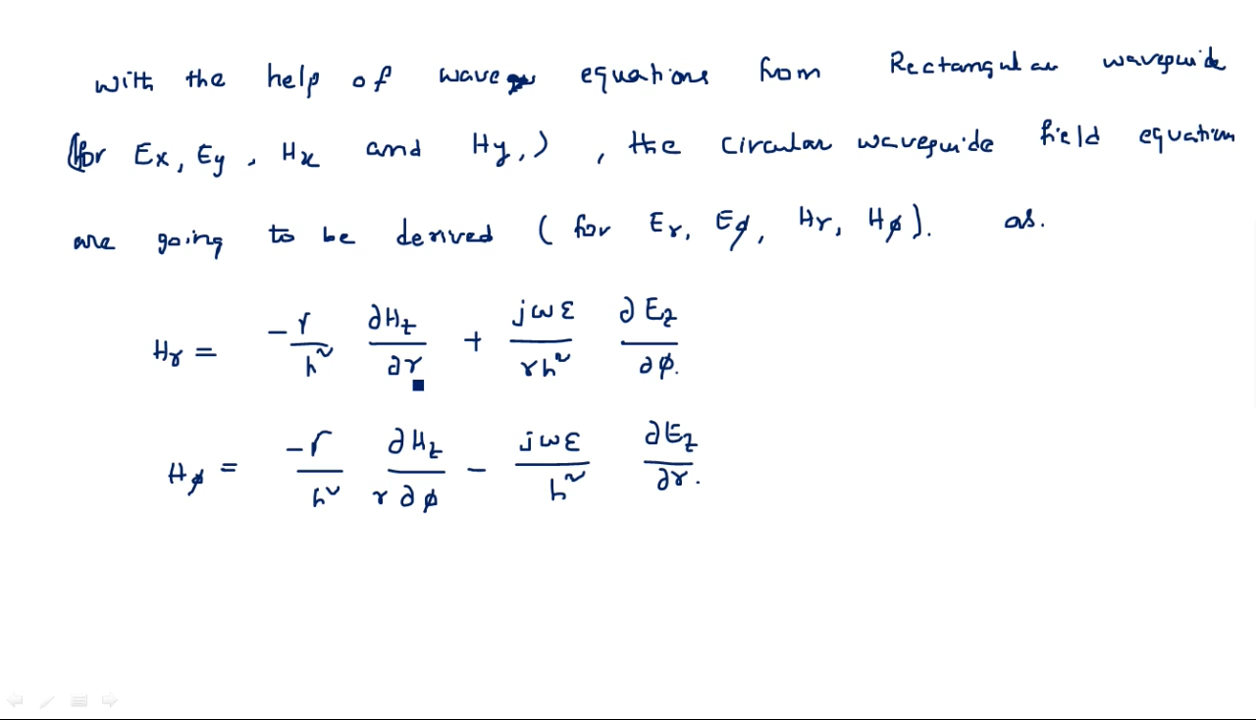 with the help of wave equations from Rectangular waveguide
(for Ex, Ey, Hx and Hy,) , the circular waveguide field equation
are going to be derived ( for Er, Eφ, Hr, Hφ). as.
Hr = -r/h² ∂Hz/∂r + jωε/rh² ∂Ez/∂φ.
Hφ = -r/h² ∂Hz/r∂φ - jωε/h² ∂Ez/∂r.